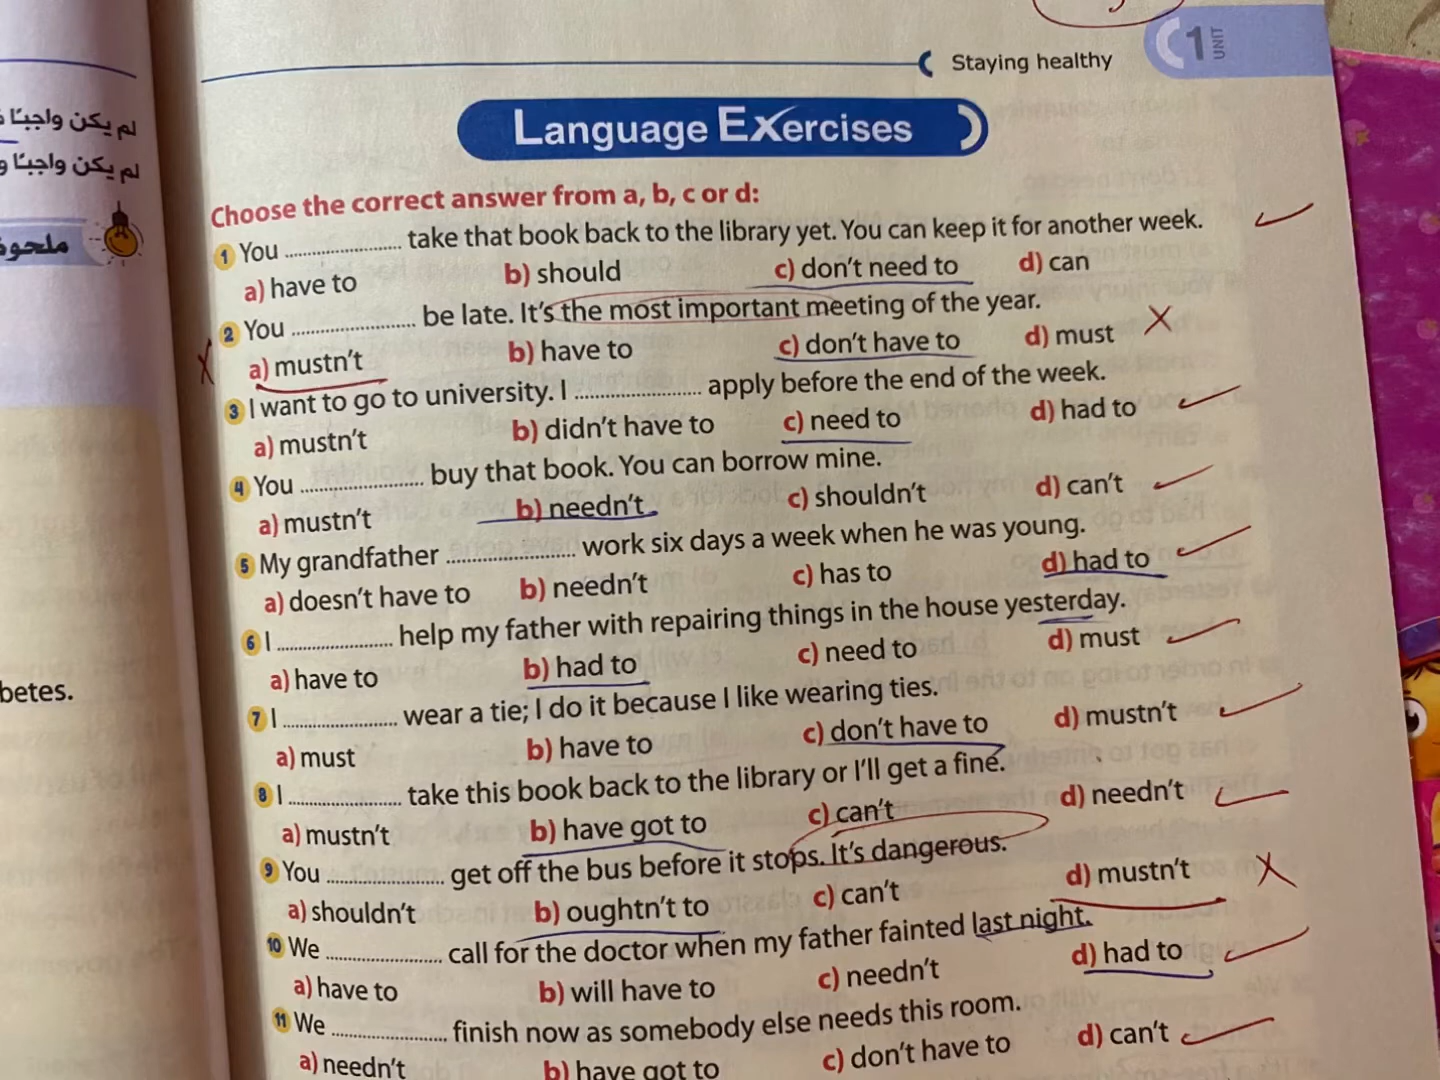 لم يكن واجبًا
لم يكن واجبًا و
betes.
Staying healthy
1 UNIT
Language Exercises
Choose the correct answer from a, b, c or d:
1 You .................... take that book back to the library yet. You can keep it for another week.
a) have to b) should c) don't need to d) can
2 You .................... be late. It's the most important meeting of the year.
a) mustn't b) have to c) don't have to d) must
3 I want to go to university. I .................... apply before the end of the week.
a) mustn't b) didn't have to c) need to d) had to
4 You .................... buy that book. You can borrow mine.
a) mustn't b) needn't c) shouldn't d) can't
5 My grandfather .................... work six days a week when he was young.
a) doesn't have to b) needn't c) has to d) had to
6 I .................... help my father with repairing things in the house yesterday.
a) have to b) had to c) need to d) must
7 I .................... wear a tie; I do it because I like wearing ties.
a) must b) have to c) don't have to d) mustn't
8 I .................... take this book back to the library or I'll get a fine.
a) mustn't b) have got to c) can't d) needn't
9 You .................... get off the bus before it stops. It's dangerous.
a) shouldn't b) oughtn't to c) can't d) mustn't
10 We .................... call for the doctor when my father fainted last night.
a) have to b) will have to c) needn't d) had to
11 We .................... finish now as somebody else needs this room.
a) needn't b) have got to c) don't have to d) can't